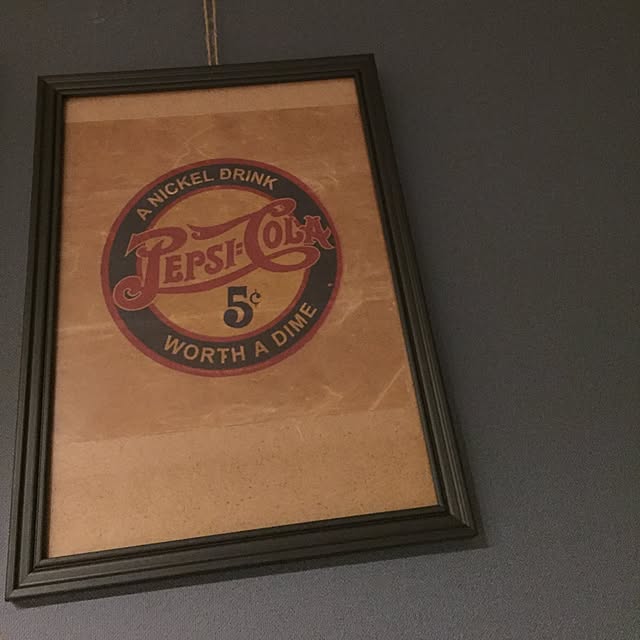 A NICKEL DRINK
PEPSI=COLA
5¢
WORTH A DIME